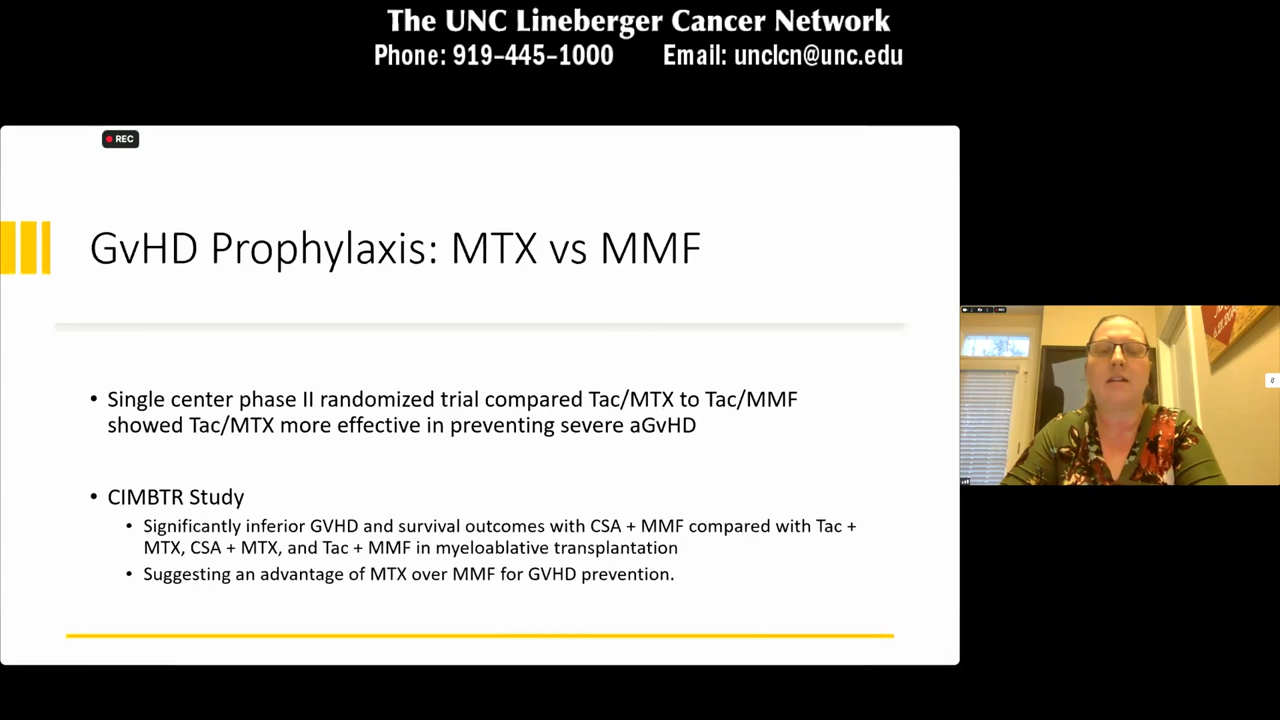 The UNC Lineberger Cancer Network
Phone: 919-445-1000 Email: unclcn@unc.edu
REC
GvHD Prophylaxis: MTX vs MMF
• Single center phase II randomized trial compared Tac/MTX to Tac/MMF
showed Tac/MTX more effective in preventing severe aGvHD
• CIMBTR Study
• Significantly inferior GVHD and survival outcomes with CSA + MMF compared with Tac +
MTX, CSA + MTX, and Tac + MMF in myeloablative transplantation
• Suggesting an advantage of MTX over MMF for GVHD prevention.